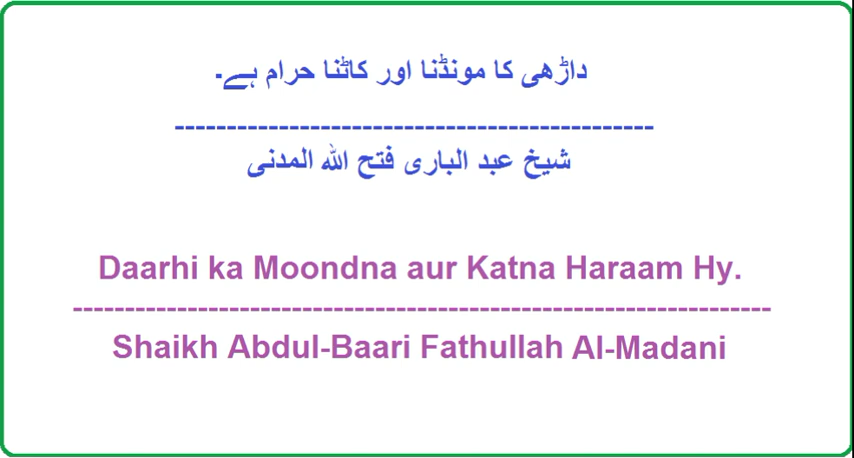 داڑھی کا مونڈنا اور کاٹنا حرام ہے۔
----------------------------------------------
شیخ عبد الباری فتح اللہ المدنی
Daarhi ka Moondna aur Katna Haraam Hy.
-------------------------------------------------------------------
Shaikh Abdul-Baari Fathullah Al-Madani